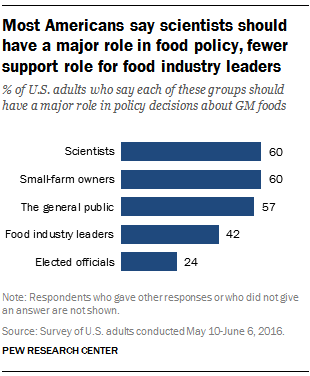 Most Americans say scientists should
have a major role in food policy, fewer
support role for food industry leaders
% of U.S. adults who say each of these groups should
have a major role in policy decisions about GM foods
Scientists 60
Small-farm owners 60
The general public 57
Food industry leaders 42
Elected officials 24
Note: Respondents who gave other responses or who did not give
an answer are not shown.
Source: Survey of U.S. adults conducted May 10-June 6, 2016.
PEW RESEARCH CENTER